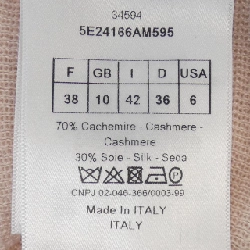 34594
5E24166AM595
F GB I D USA
38 10 42 36 6
70% Cachemire - Cashmere -
Cashmere
30% Soie - Silk - Seda
CNPJ 02-046-366/0003-99
Made In ITALY
ITALY